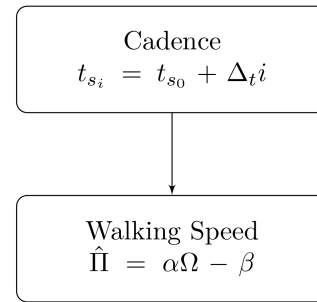 Cadence
t_{s_i} = t_{s_0} + Δ_t i
Walking Speed
Π̂ = αΩ − β